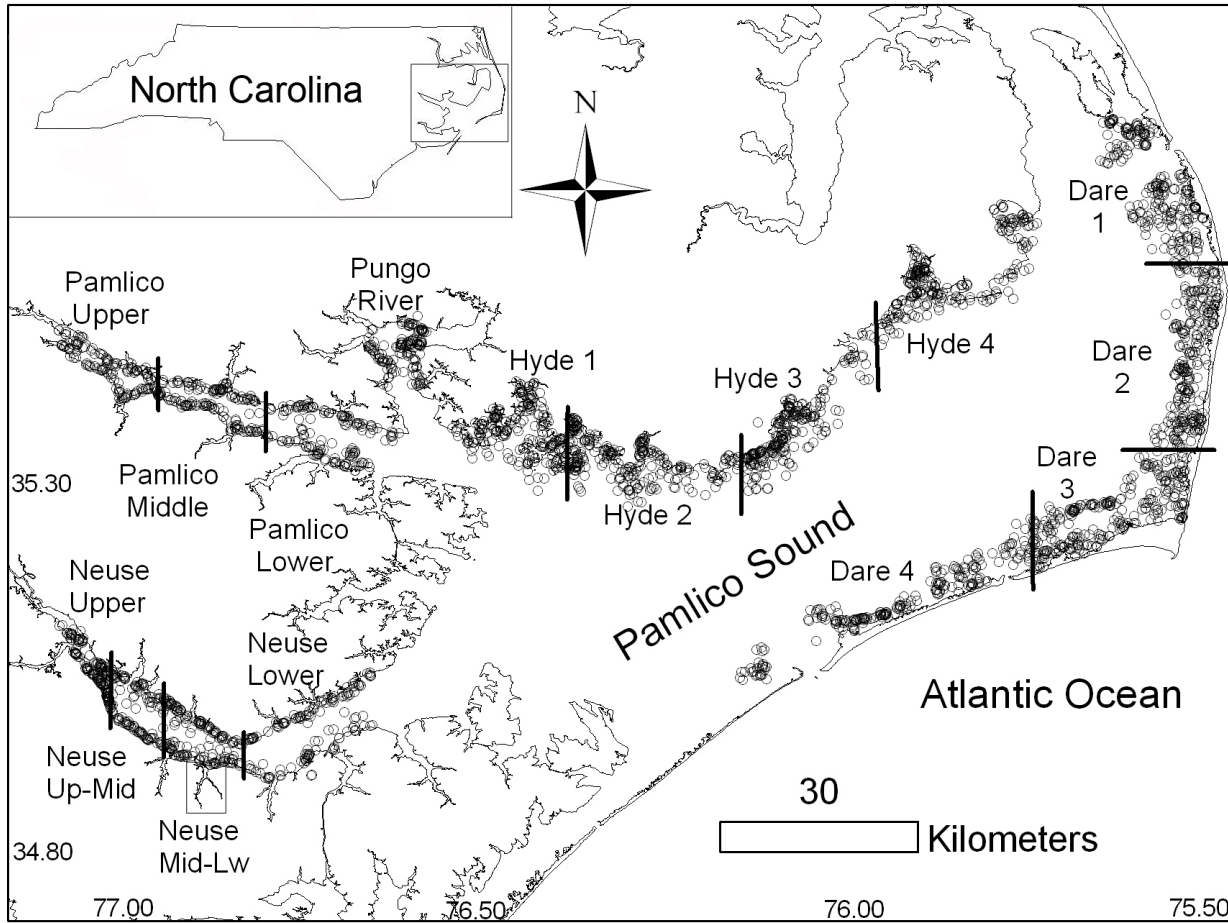 North Carolina
N
Dare
1
Pamlico
Upper
Pungo
River
Hyde 1
Hyde 3
Hyde 4
Dare
2
35.30
Pamlico
Middle
Hyde 2
Dare
3
Pamlico
Lower
Dare 4
Pamlico Sound
Neuse
Upper
Neuse
Lower
Atlantic Ocean
Neuse
Up-Mid
Neuse
Mid-Lw
30
Kilometers
34.80
77.00
76.50
76.00
75.50